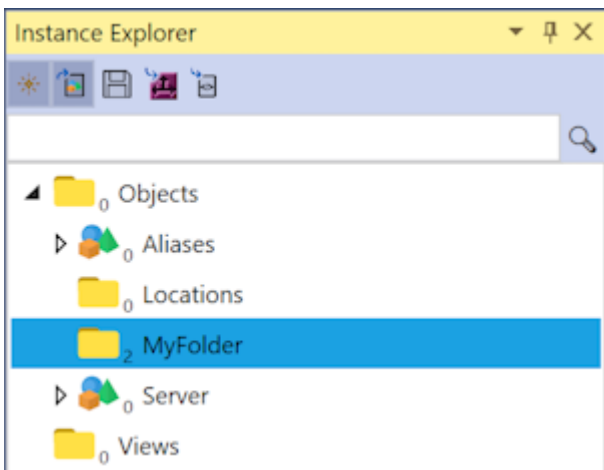 Instance Explorer
0 Objects
0 Aliases
0 Locations
2 MyFolder
0 Server
0 Views